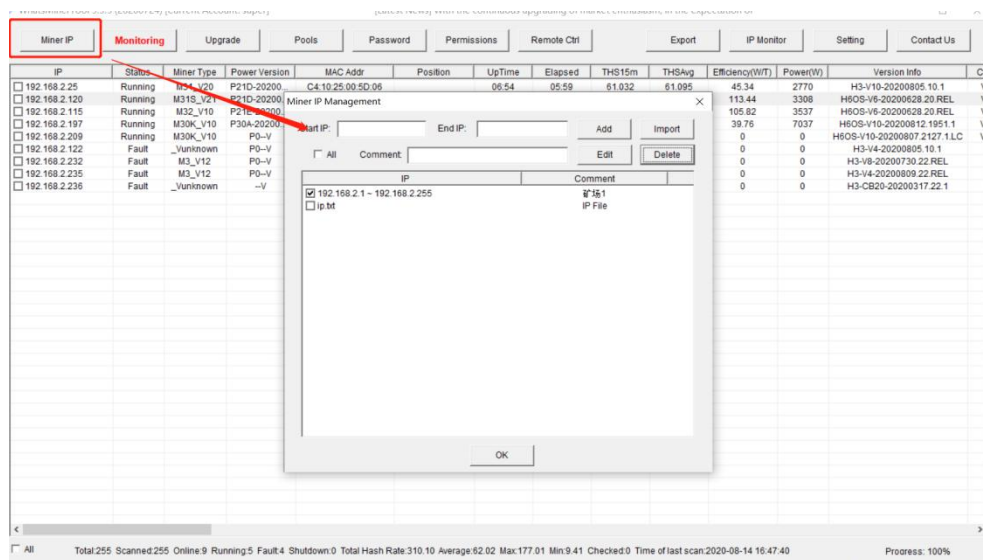 Miner IP Monitoring Upgrade Pools Password Permissions Remote Ctrl Export IP Monitor Setting Contact Us
IP Status Miner Type Power Version MAC Addr Position UpTime Elapsed THS15m THSAvg Efficiency(W/T) Power(W) Version Info
192.168.2.25 Running M31_V20 P21D-20200... C4:10:25:00:5D:06 06:54 05:59 61.032 61.095 45.34 2770 H3-V10-20200805.10.1
192.168.2.120 Running M31S_V21 P21D-20200. 113.44 3308 H6OS-V6-20200628.20.REL
192.168.2.115 Running M32_V10 105.82 3537 H6OS-V6-20200628.20.REL
192.168.2.197 Running M30K_V10 P30A-20200. 39.76 7037 H6OS-V10-20200812.1951.1
192.168.2.209 Running M30K_V10 P0--V 0 0 H6OS-V10-20200807.2127.1.LC
192.168.2.122 Fault _Vunknown P0--V 0 0 H3-V4-20200805.10.1
192.168.2.232 Fault M3_V12 P0--V 0 0 H3-V8-20200730.22.REL
192.168.2.235 Fault M3_V12 P0--V 0 0 H3-V4-20200809.22.REL
192.168.2.236 Fault _Vunknown --V 0 0 H3-CB20-20200317.22.1
Miner IP Management
Start IP: End IP: Add Import
All Comment: Edit Delete
IP Comment
192.168.2.1 ~ 192.168.2.255 矿场1
ip.txt IP File
OK
All Total:255 Scanned:255 Online:9 Running:5 Fault:4 Shutdown:0 Total Hash Rate:310.10 Average:62.02 Max:177.01 Min:9.41 Checked:0 Time of last scan:2020-08-14 16:47:40 Progress: 100%